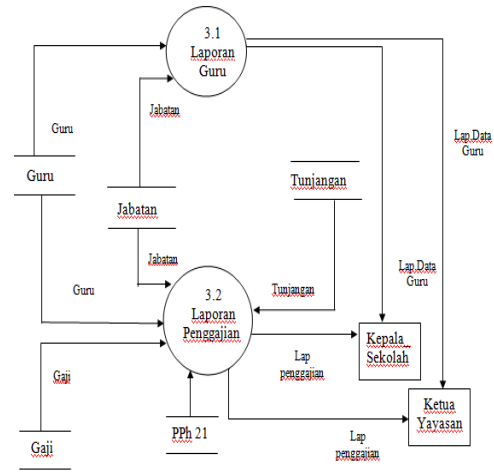 3.1
Laporan
Guru
Jabatan
Guru
Lap.Data
Guru
Guru
Tunjangan
Jabatan
Jabatan
Lap.Data
Guru
Guru
Tunjangan
3.2
Laporan
Penggajian
Kepala
Sekolah
Lap
penggajian
Gaji
Ketua
Yayasan
PPh 21
Lap
penggajian
Gaji